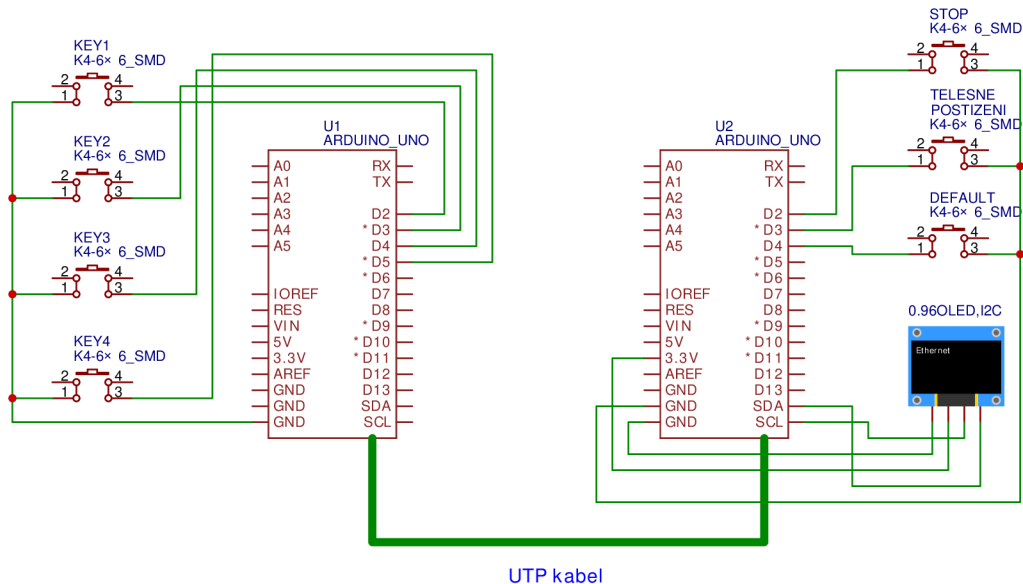 KEY1
K4-6× 6_SMD
2 4
1 3
KEY2
K4-6× 6_SMD
2 4
1 3
KEY3
K4-6× 6_SMD
2 4
1 3
KEY4
K4-6× 6_SMD
2 4
1 3
U1
ARDUINO_UNO
A0 RX
A1 TX
A2
A3 D2
A4 * D3
A5 D4
* D5
* D6
IOREF D7
RES D8
VIN * D9
5V * D10
3.3V * D11
AREF D12
GND D13
GND SDA
GND SCL
U2
ARDUINO_UNO
A0 RX
A1 TX
A2
A3 D2
A4 * D3
A5 D4
* D5
* D6
IOREF D7
RES D8
VIN * D9
5V * D10
3.3V * D11
AREF D12
GND D13
GND SDA
GND SCL
STOP
K4-6× 6_SMD
2 4
1 3
TELESNE
POSTIZENI
K4-6× 6_SMD
2 4
1 3
DEFAULT
K4-6× 6_SMD
2 4
1 3
0.96OLED,I2C
Ethernet
UTP kabel